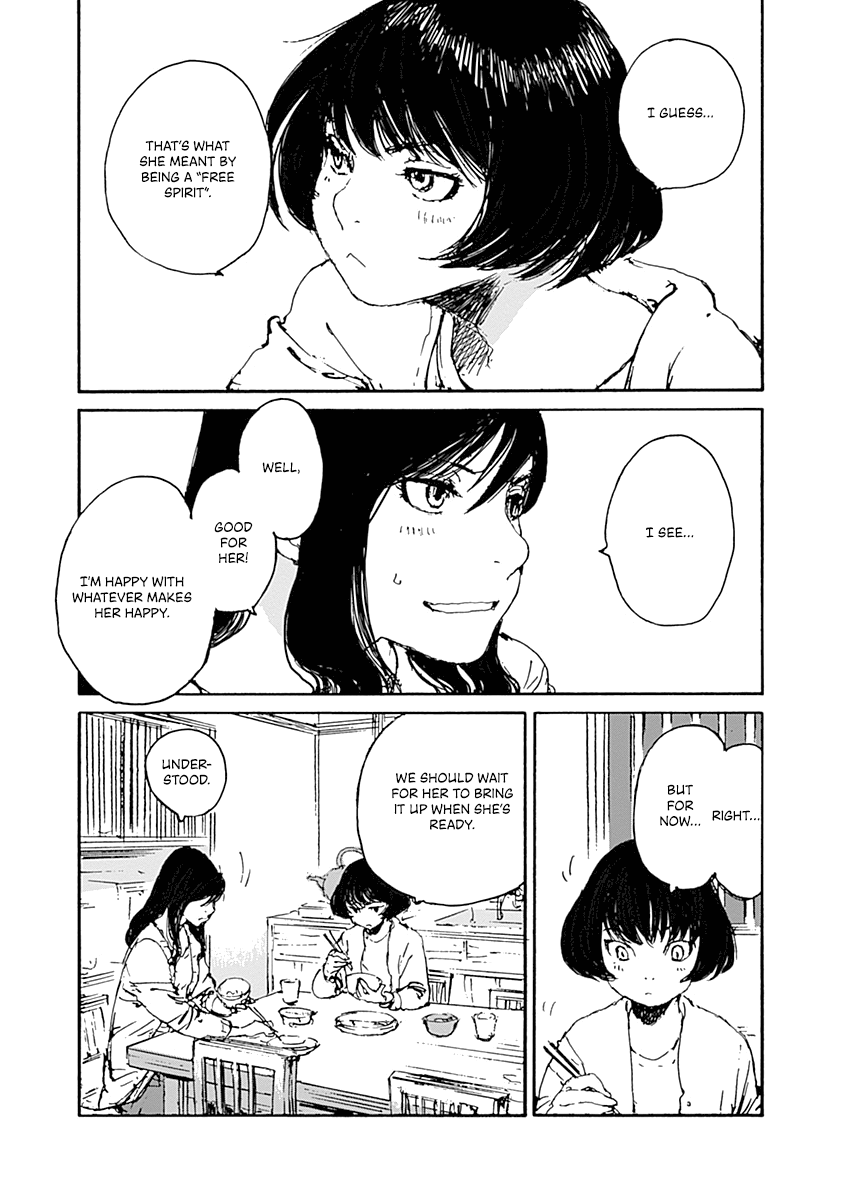 I GUESS...
THAT'S WHAT
SHE MEANT BY
BEING A "FREE
SPIRIT".
I SEE...
WELL,
GOOD
FOR
HER!
I'M HAPPY WITH
WHATEVER MAKES
HER HAPPY.
RIGHT...
BUT
FOR
NOW...
WE SHOULD WAIT
FOR HER TO BRING
IT UP WHEN SHE'S
READY.
UNDER-
STOOD.